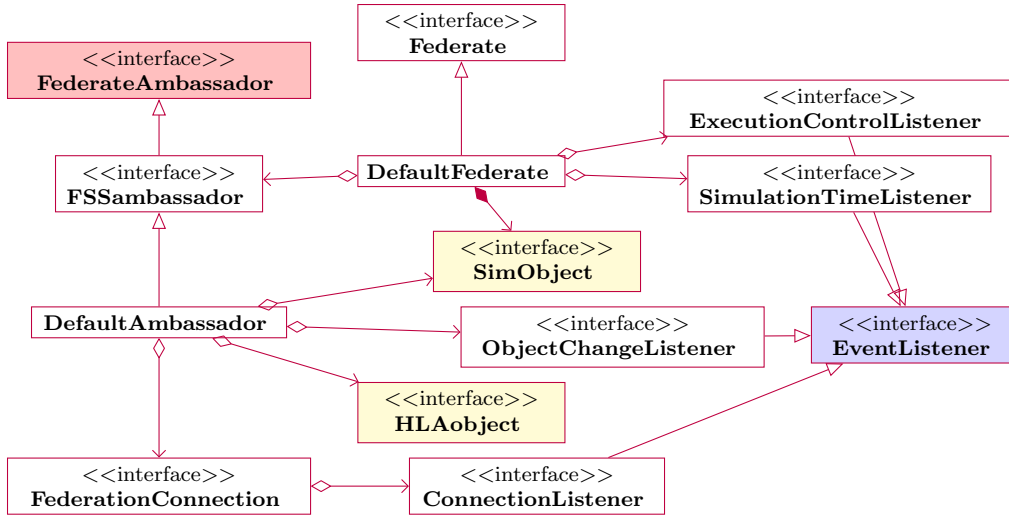 <<interface>>
Federate
<<interface>>
FederateAmbassador
<<interface>>
ExecutionControlListener
<<interface>>
FSSambassador
DefaultFederate
<<interface>>
SimulationTimeListener
<<interface>>
SimObject
DefaultAmbassador
<<interface>>
ObjectChangeListener
<<interface>>
EventListener
<<interface>>
HLAobject
<<interface>>
FederationConnection
<<interface>>
ConnectionListener